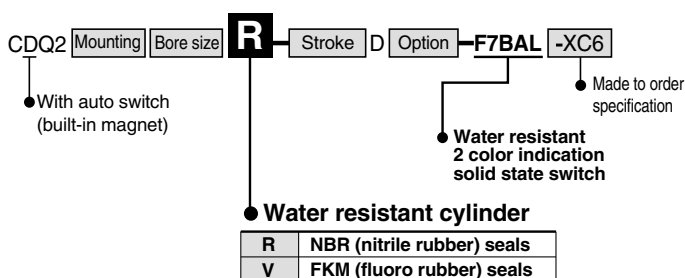 CDQ2 Mounting Bore size R Stroke D Option F7BAL -XC6
With auto switch
(built-in magnet)
Made to order
specification
Water resistant
2 color indication
solid state switch
Water resistant cylinder
R NBR (nitrile rubber) seals
V FKM (fluoro rubber) seals